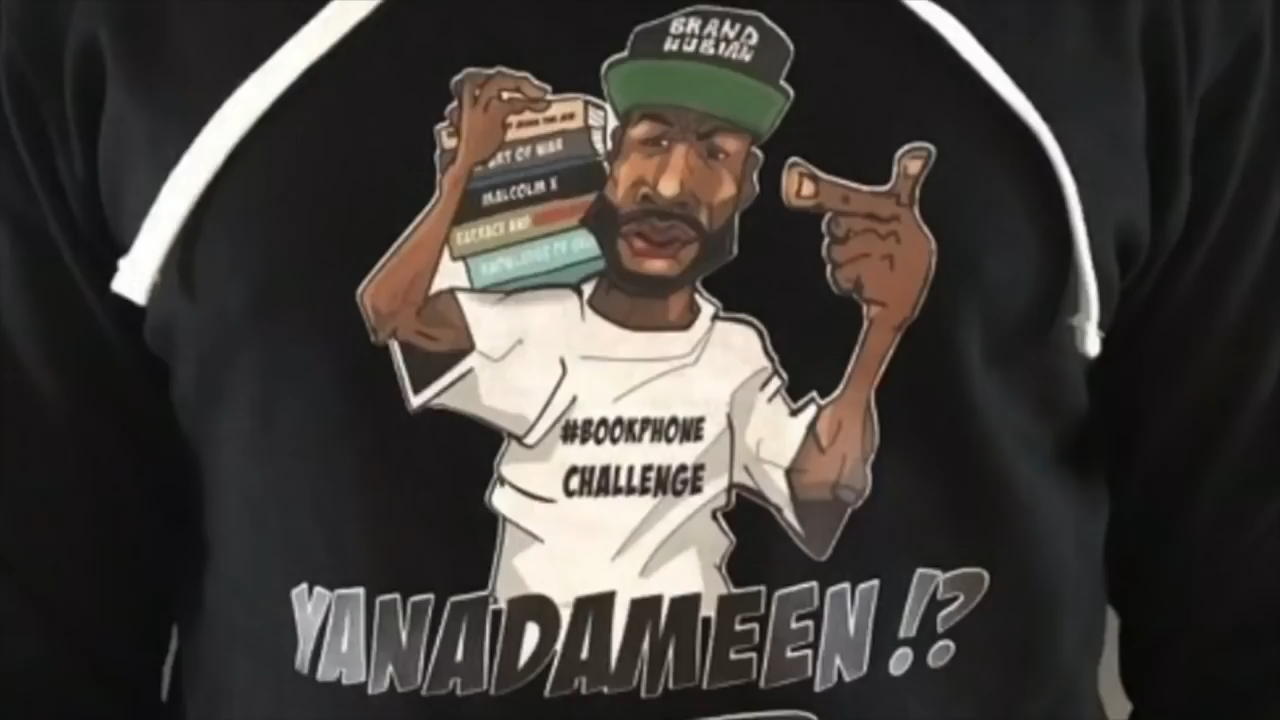 BRAND
NUBIAN
ART OF WAR
MALCOLM X
#BOOKPHONE
CHALLENGE
YANADAMEEN!?